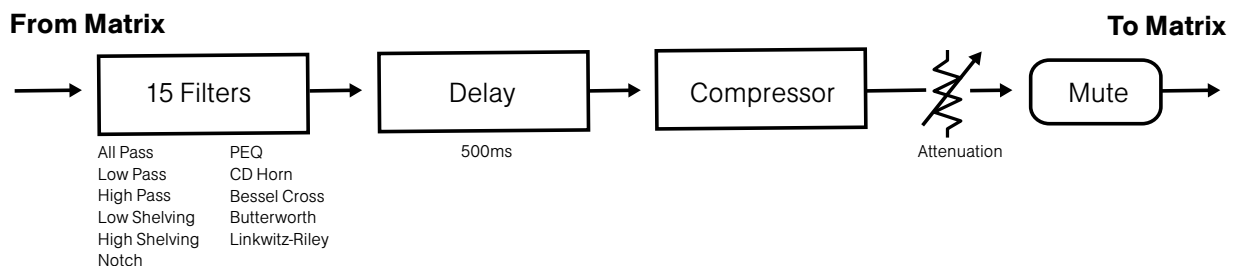 From Matrix
To Matrix
15 Filters
Delay
Compressor
Mute
All Pass
Low Pass
High Pass
Low Shelving
High Shelving
Notch
PEQ
CD Horn
Bessel Cross
Butterworth
Linkwitz-Riley
500ms
Attenuation